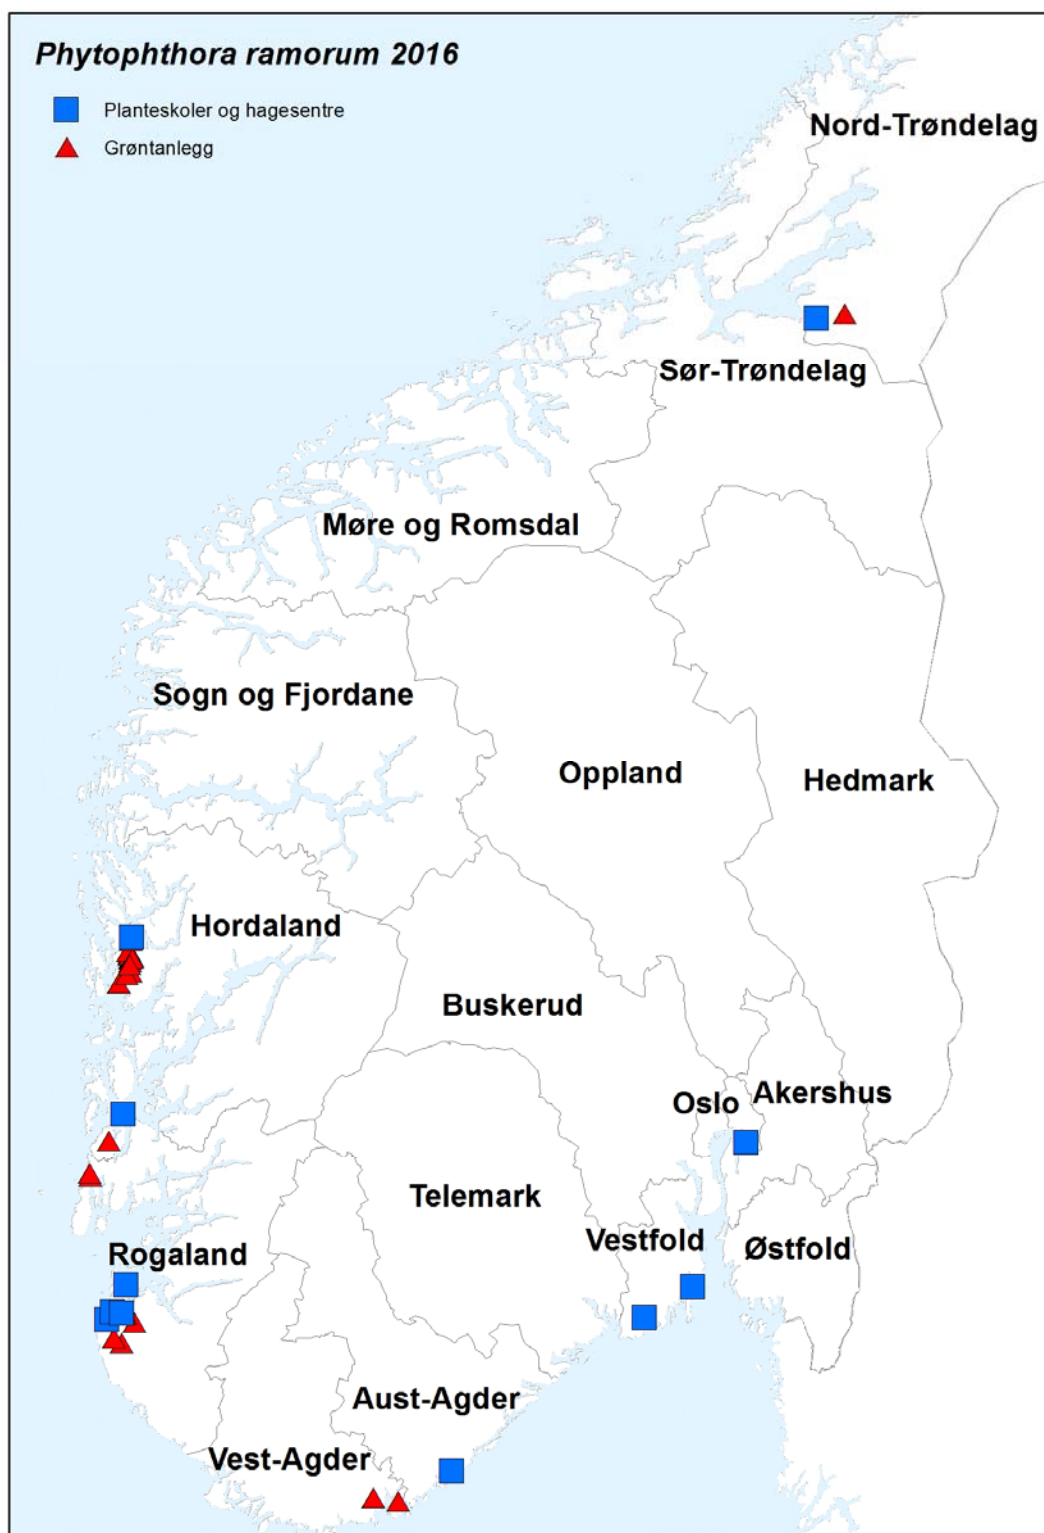 Phytophthora ramorum 2016
Planteskoler og hagesentre
Grøntanlegg
Nord-Trøndelag
Sør-Trøndelag
Møre og Romsdal
Sogn og Fjordane
Oppland
Hedmark
Hordaland
Buskerud
Oslo
Akershus
Telemark
Vestfold
Østfold
Rogaland
Aust-Agder
Vest-Agder